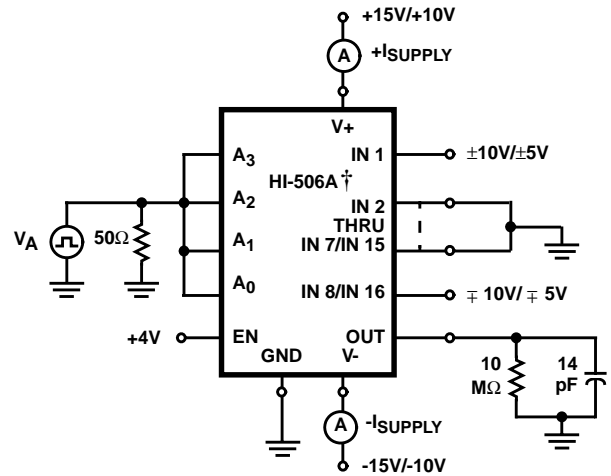 +15V/+10V
A
+ISUPPLY
V+
A3
IN 1
±10V/±5V
HI-506A†
A2
IN 2
THRU
VA
50Ω
A1
IN 7/IN 15
A0
IN 8/IN 16
∓ 10V/ ∓ 5V
+4V
EN
OUT
GND
V-
10
MΩ
14
pF
A
-ISUPPLY
-15V/-10V